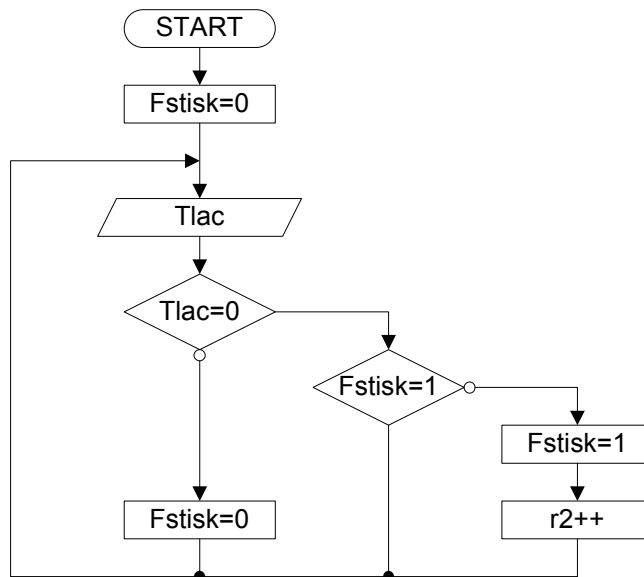 START
Fstisk=0
Tlac
Tlac=0
Fstisk=1
Fstisk=1
Fstisk=0
r2++